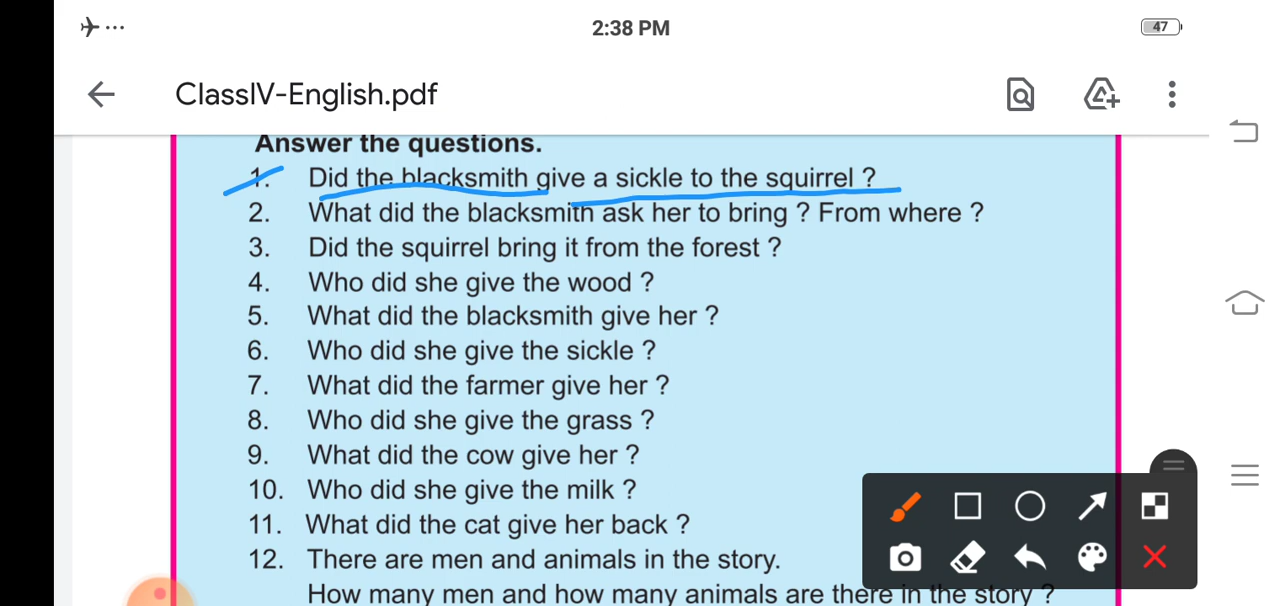 2:38 PM
47
ClassIV-English.pdf
Answer the questions.
1. Did the blacksmith give a sickle to the squirrel ?
2. What did the blacksmith ask her to bring ? From where ?
3. Did the squirrel bring it from the forest ?
4. Who did she give the wood ?
5. What did the blacksmith give her ?
6. Who did she give the sickle ?
7. What did the farmer give her ?
8. Who did she give the grass ?
9. What did the cow give her ?
10. Who did she give the milk ?
11. What did the cat give her back ?
12. There are men and animals in the story.
How many men and how many animals are there in the story ?